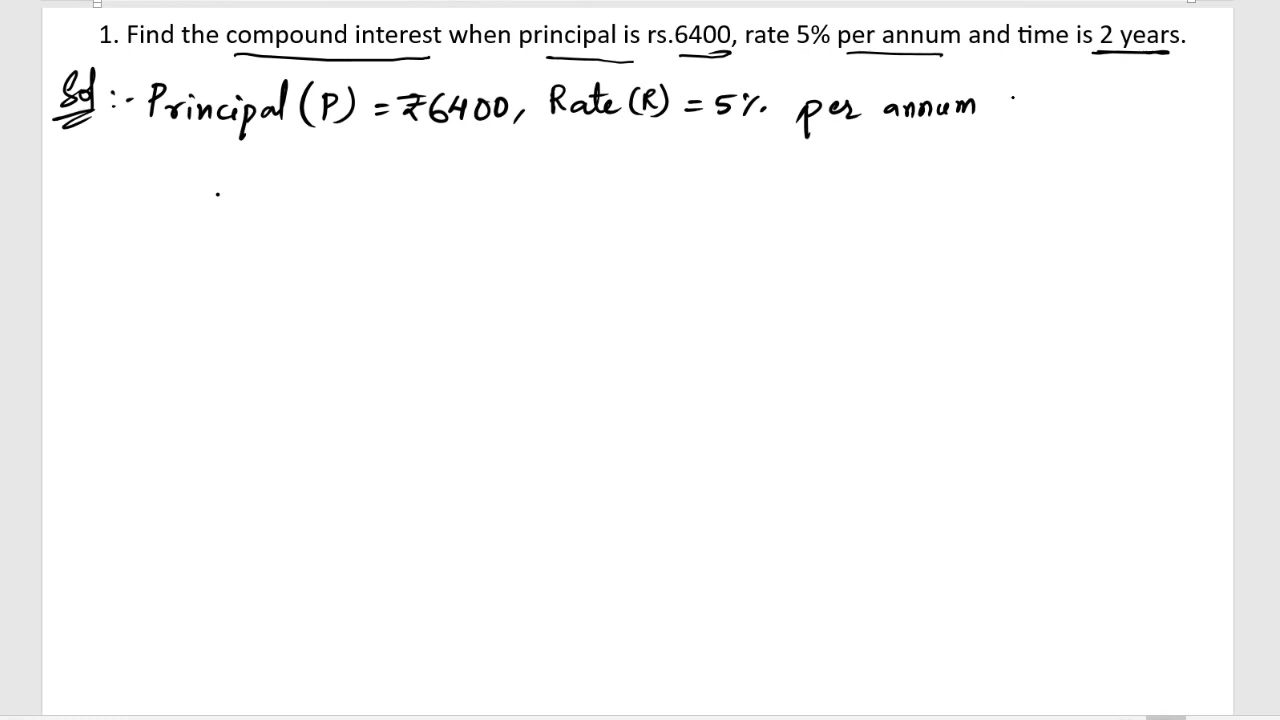 1. Find the compound interest when principal is rs.6400, rate 5% per annum and time is 2 years.
Sol :- Principal (P) = ₹6400, Rate (R) = 5% per annum